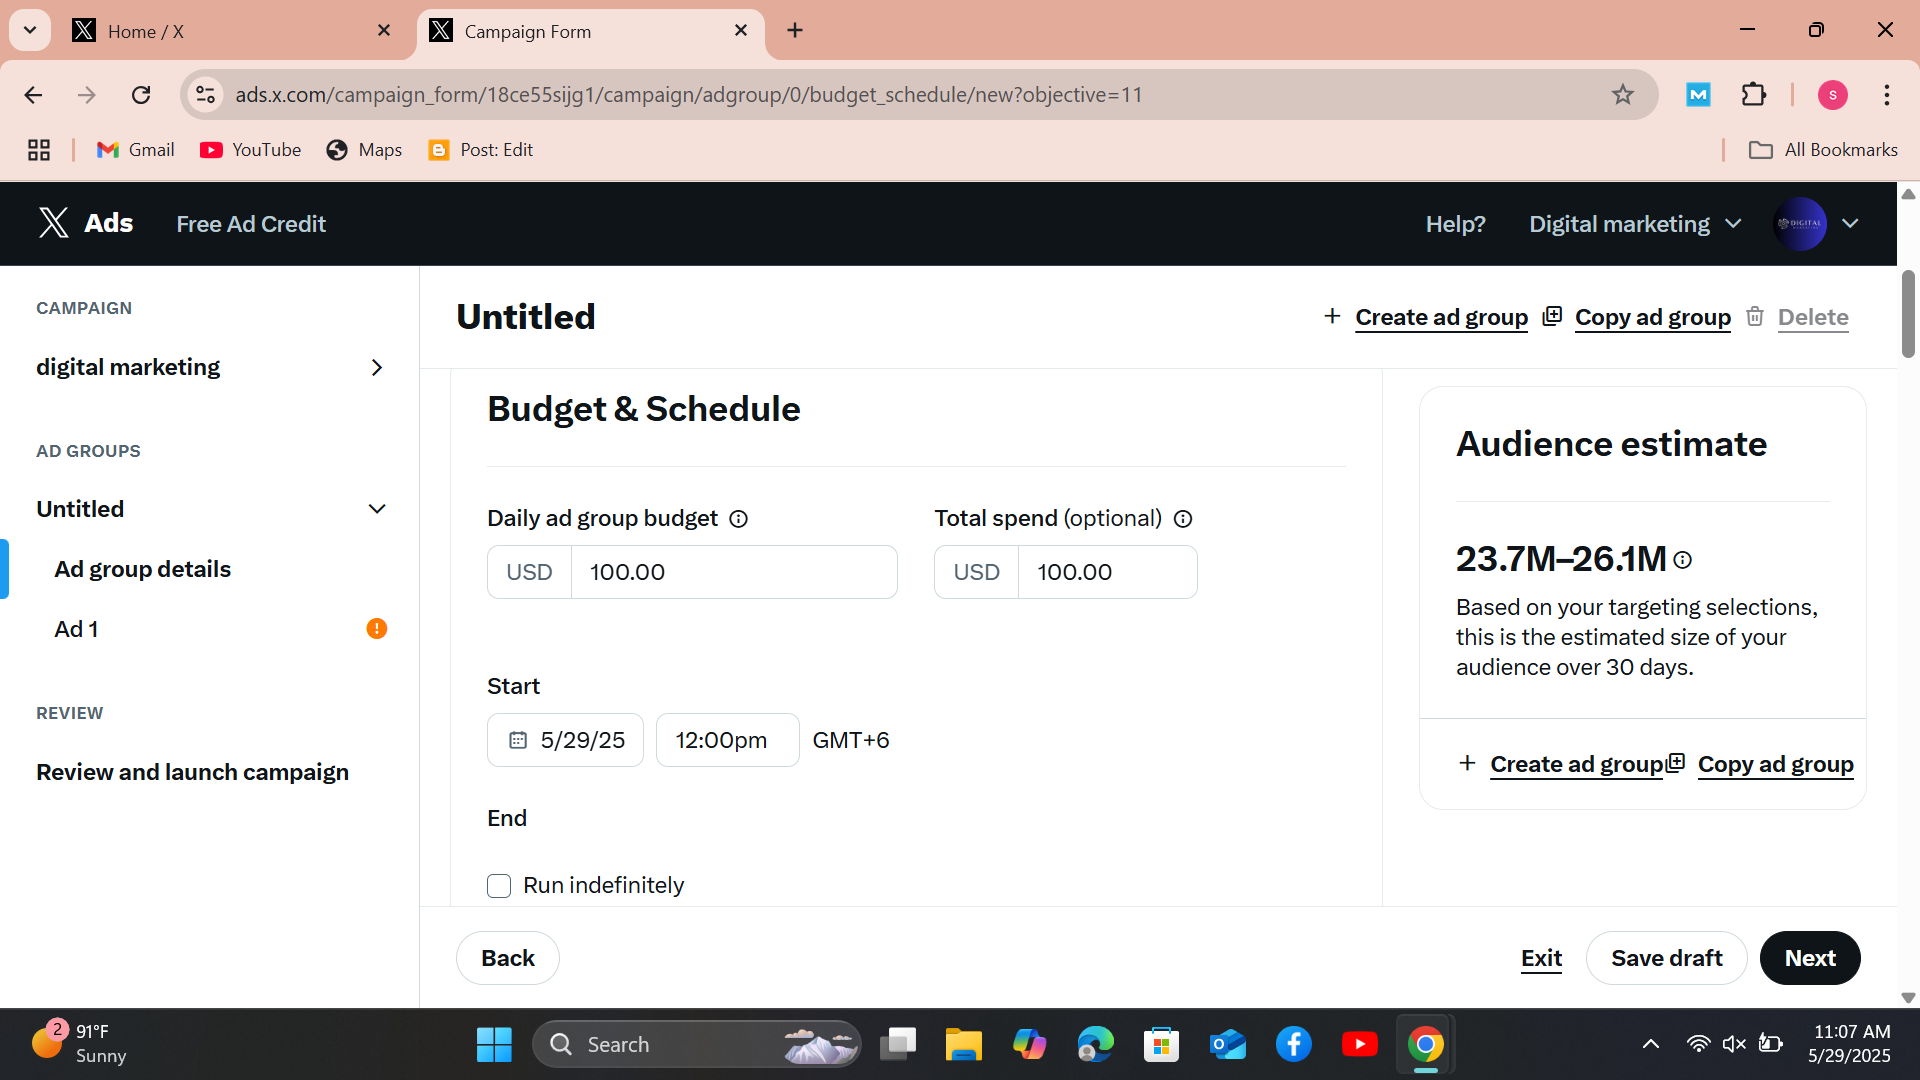 Home / X
Campaign Form
ads.x.com/campaign_form/18ce55sijg1/campaign/adgroup/0/budget_schedule/new?objective=11
S
Gmail
YouTube
Maps
Post: Edit
All Bookmarks
Ads
Free Ad Credit
Help?
Digital marketing
DIGITAL
CAMPAIGN
digital marketing
AD GROUPS
Untitled
Ad group details
Ad 1
REVIEW
Review and launch campaign
Untitled
Create ad group
Copy ad group
Delete
Budget & Schedule
Daily ad group budget
Total spend (optional)
USD 100.00
USD 100.00
Start
5/29/25
12:00pm
GMT+6
End
Run indefinitely
Audience estimate
23.7M–26.1M
Based on your targeting selections,
this is the estimated size of your
audience over 30 days.
Create ad group
Copy ad group
Back
Exit
Save draft
Next
2
91°F
Sunny
Search
11:07 AM
5/29/2025